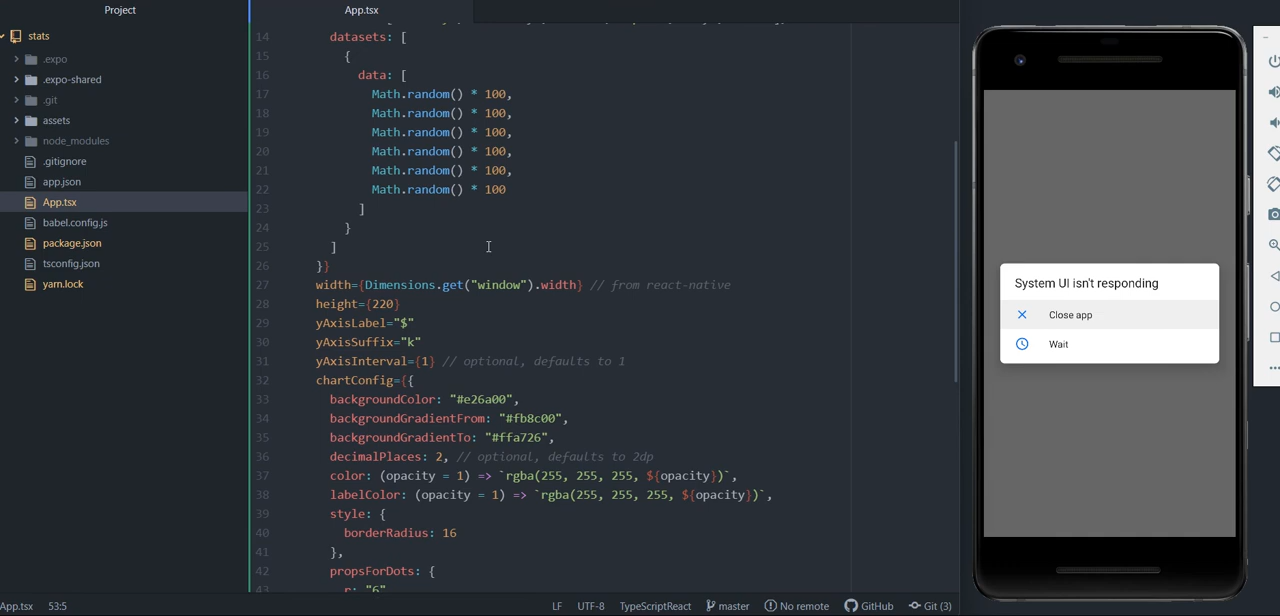 Project
App.tsx
stats
.expo
.expo-shared
.git
assets
node_modules
.gitignore
app.json
App.tsx
babel.config.js
package.json
tsconfig.json
yarn.lock
14 datasets: [
15 {
16 data: [
17 Math.random() * 100,
18 Math.random() * 100,
19 Math.random() * 100,
20 Math.random() * 100,
21 Math.random() * 100,
22 Math.random() * 100
23 ]
24 }
25 ]
26 }}
27 width={Dimensions.get("window").width} // from react-native
28 height={220}
29 yAxisLabel="$"
30 yAxisSuffix="k"
31 yAxisInterval={1} // optional, defaults to 1
32 chartConfig={{
33 backgroundColor: "#e26a00",
34 backgroundGradientFrom: "#fb8c00",
35 backgroundGradientTo: "#ffa726",
36 decimalPlaces: 2, // optional, defaults to 2dp
37 color: (opacity = 1) => `rgba(255, 255, 255, ${opacity})`,
38 labelColor: (opacity = 1) => `rgba(255, 255, 255, ${opacity})`,
39 style: {
40 borderRadius: 16
41 },
42 propsForDots: {
43 r: "6"
System UI isn't responding
Close app
Wait
App.tsx 53:5 LF UTF-8 TypeScriptReact master No remote GitHub Git (3)